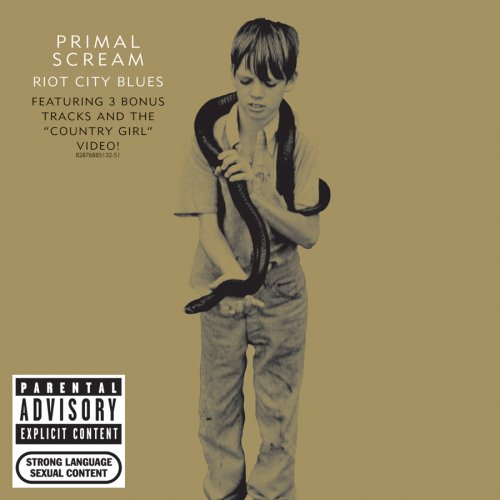 PRIMAL
SCREAM
RIOT CITY BLUES
FEATURING 3 BONUS
TRACKS AND THE
"COUNTRY GIRL"
VIDEO!
82876885132-S1
PARENTAL
ADVISORY
EXPLICIT CONTENT
STRONG LANGUAGE
SEXUAL CONTENT